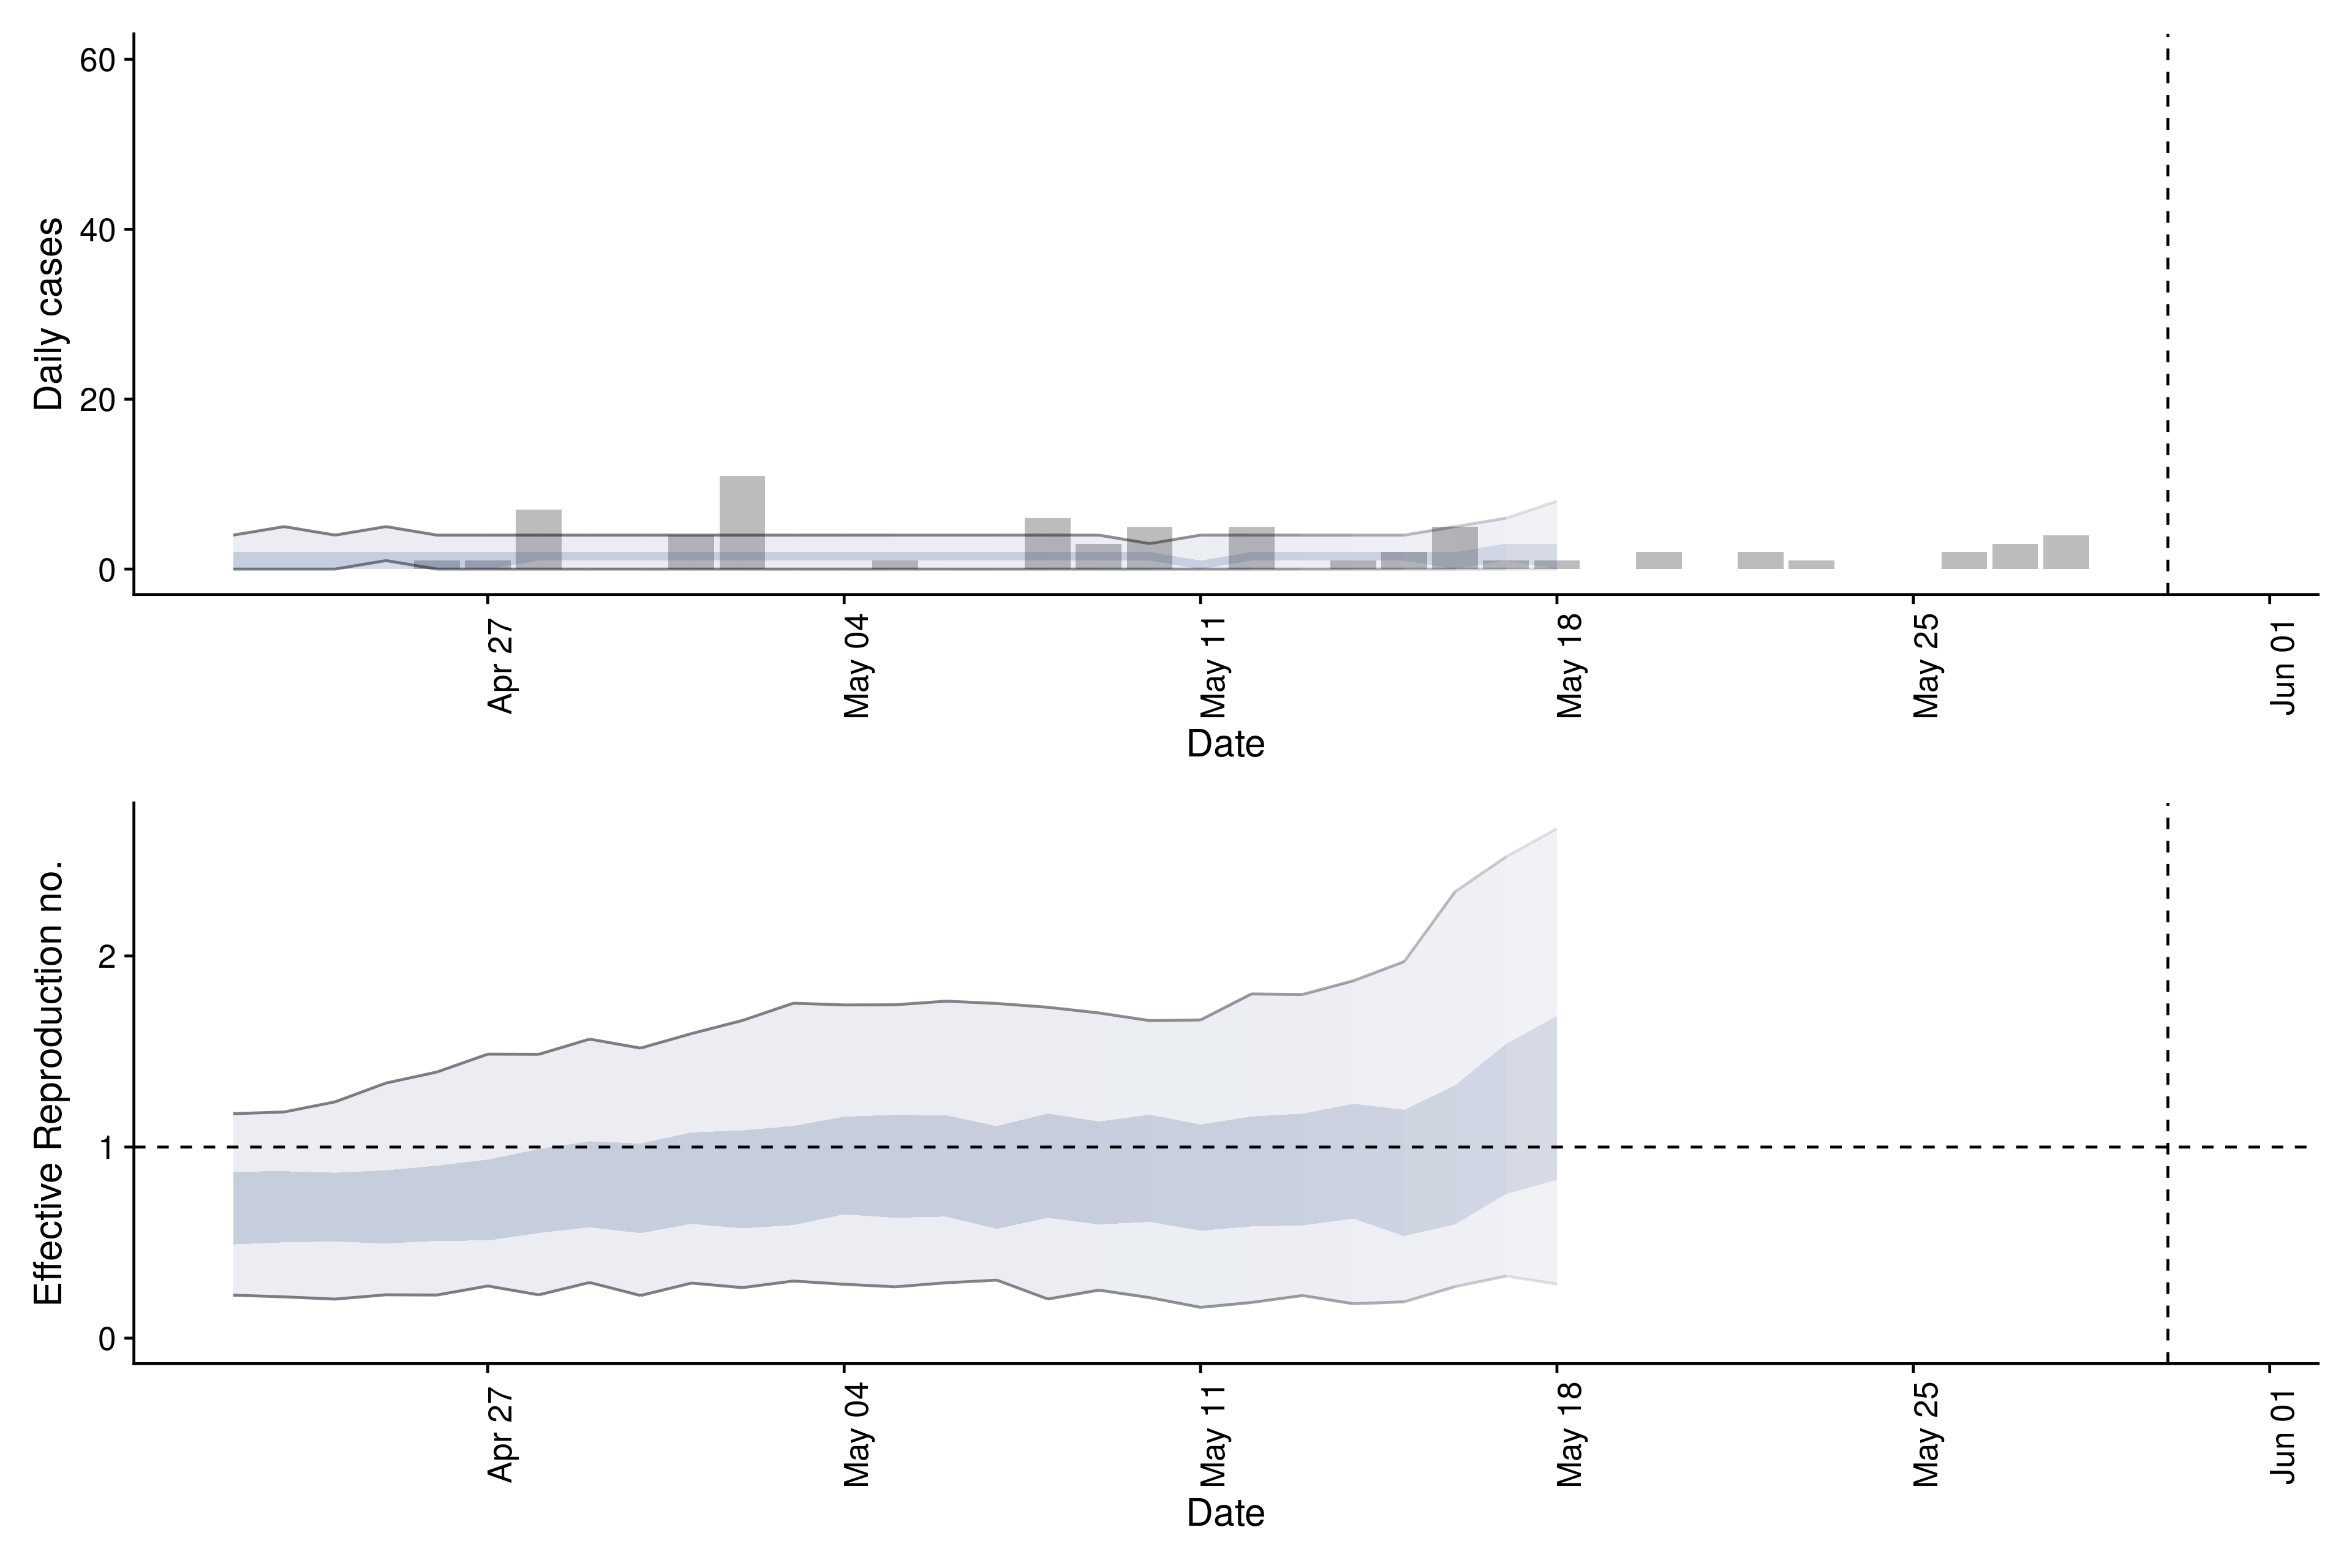 Daily cases
60
40
20
0
Apr 27
May 04
May 11
May 18
May 25
Jun 01
Date
Effective Reproduction no.
2
1
0
Apr 27
May 04
May 11
May 18
May 25
Jun 01
Date